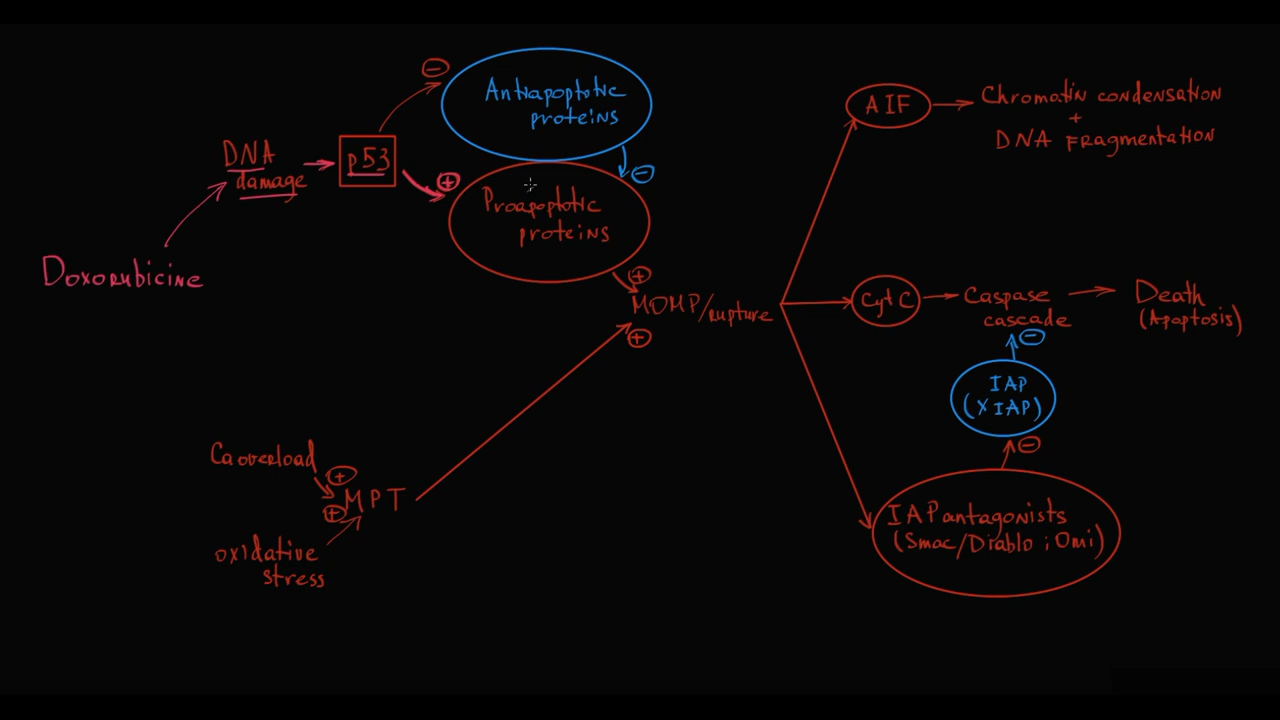 Antiapoptotic
proteins
⊖
DNA
damage
p53
⊕
⊖
Proapoptotic
proteins
Doxorubicine
⊕
MOMP/rupture
⊕
Ca overload
⊕
MPT
⊕
oxidative
stress
AIF
Chromatin condensation
+
DNA fragmentation
Cyt C
Caspase
cascade
Death
(Apoptosis)
⊖
IAP
(XIAP)
⊖
IAP antagonists
(Smac/Diablo ; Omi)